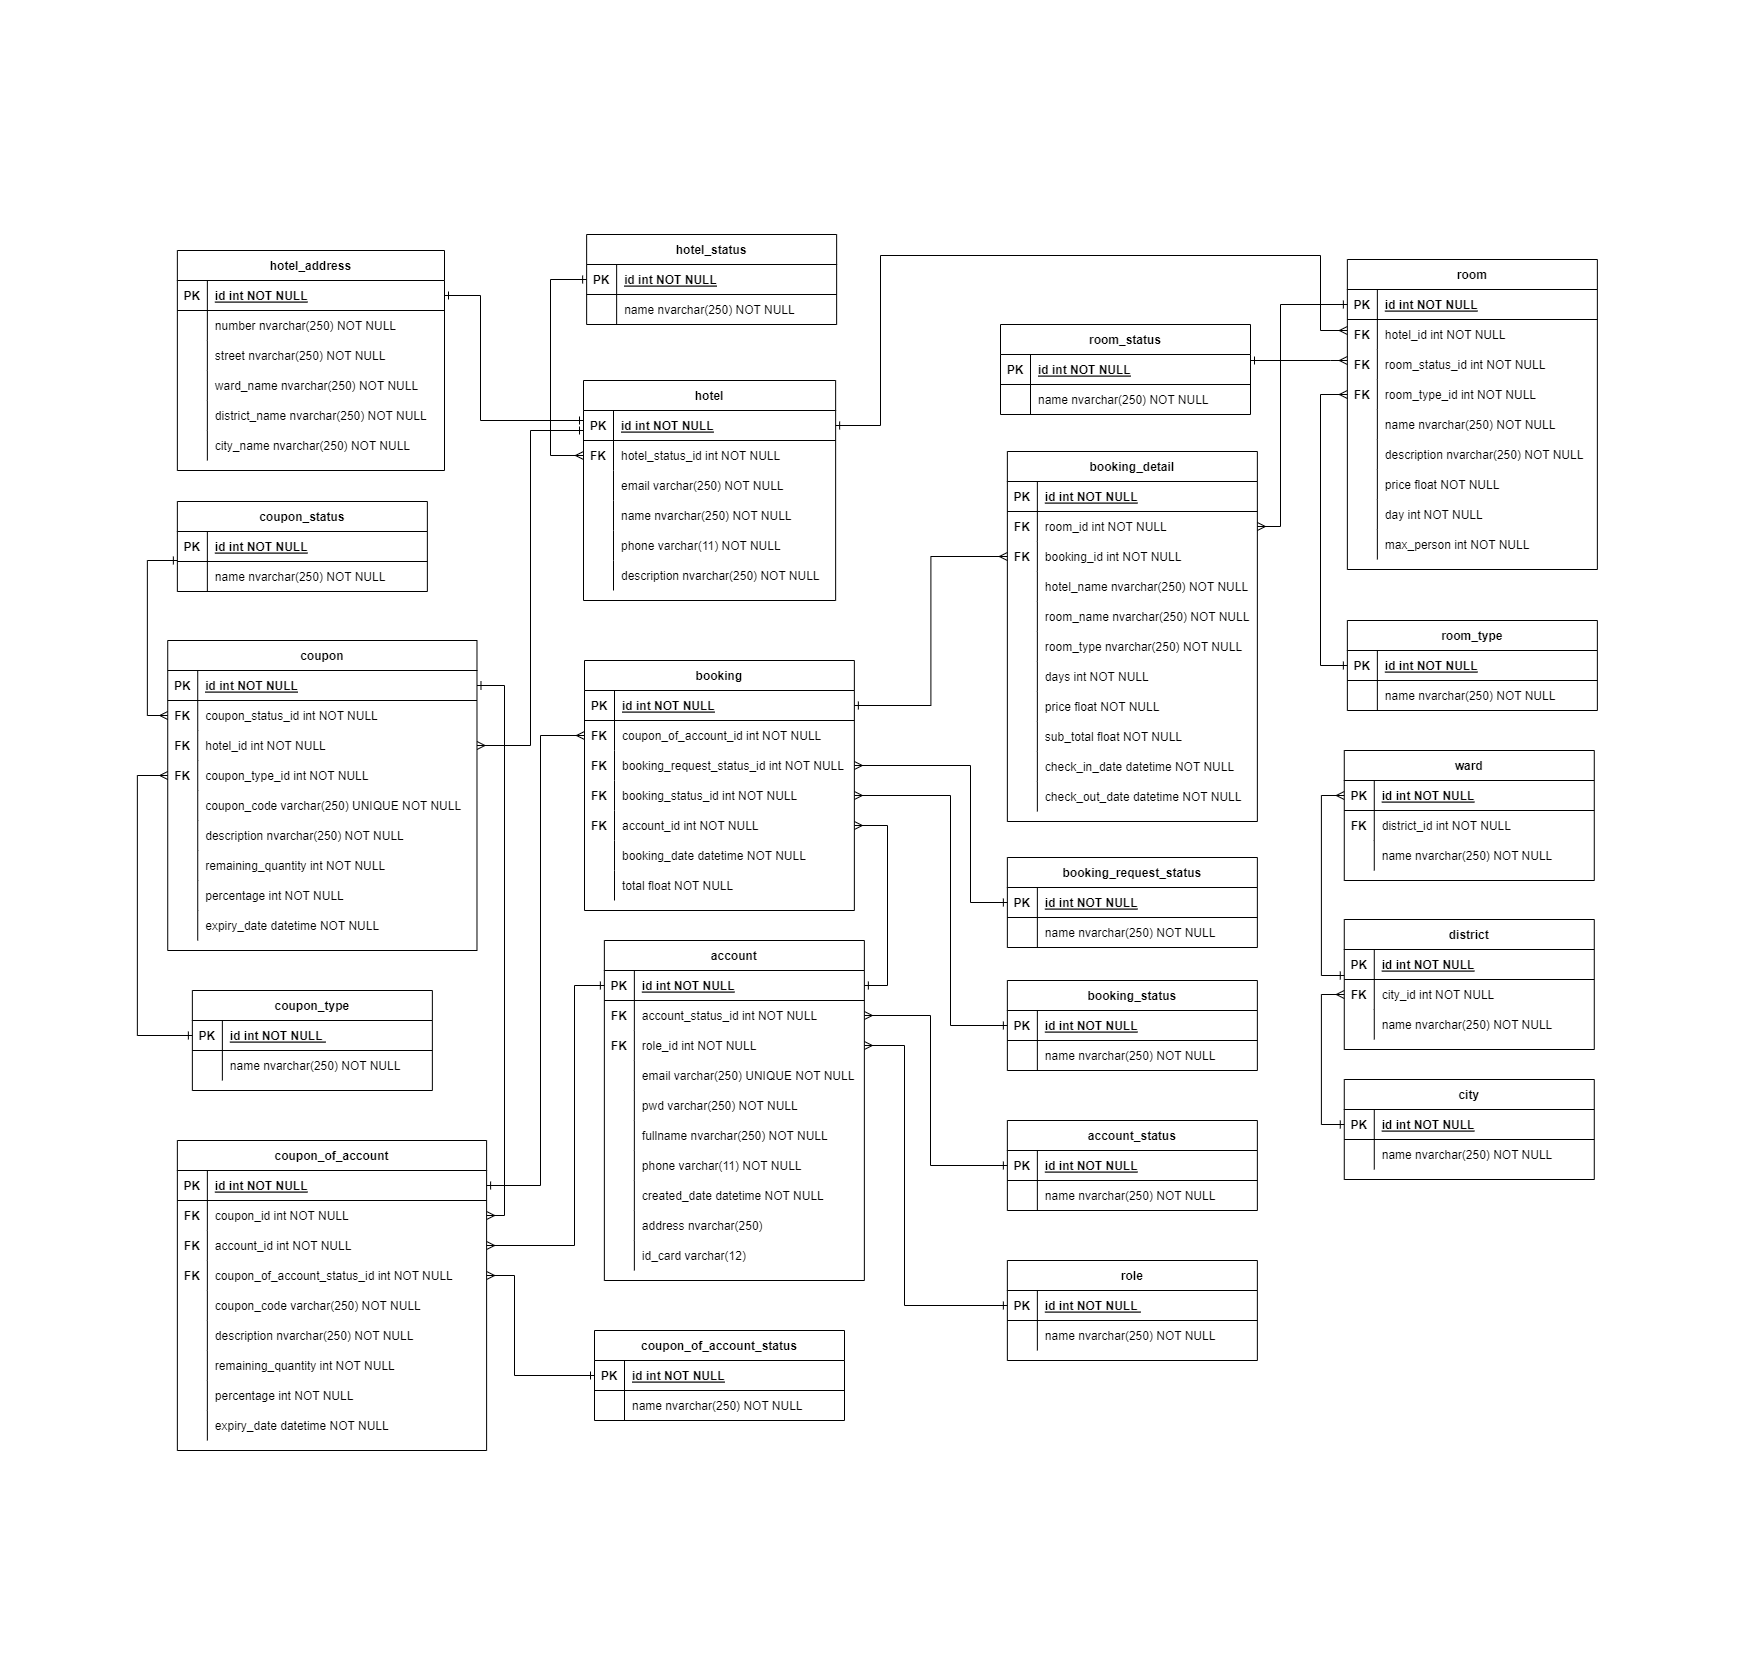 hotel_address
PK id int NOT NULL
number nvarchar(250) NOT NULL
street nvarchar(250) NOT NULL
ward_name nvarchar(250) NOT NULL
district_name nvarchar(250) NOT NULL
city_name nvarchar(250) NOT NULL
coupon_status
PK id int NOT NULL
name nvarchar(250) NOT NULL
coupon
PK id int NOT NULL
FK coupon_status_id int NOT NULL
FK hotel_id int NOT NULL
FK coupon_type_id int NOT NULL
coupon_code varchar(250) UNIQUE NOT NULL
description nvarchar(250) NOT NULL
remaining_quantity int NOT NULL
percentage int NOT NULL
expiry_date datetime NOT NULL
coupon_type
PK id int NOT NULL
name nvarchar(250) NOT NULL
coupon_of_account
PK id int NOT NULL
FK coupon_id int NOT NULL
FK account_id int NOT NULL
FK coupon_of_account_status_id int NOT NULL
coupon_code varchar(250) NOT NULL
description nvarchar(250) NOT NULL
remaining_quantity int NOT NULL
percentage int NOT NULL
expiry_date datetime NOT NULL
hotel_status
PK id int NOT NULL
name nvarchar(250) NOT NULL
hotel
PK id int NOT NULL
FK hotel_status_id int NOT NULL
email varchar(250) NOT NULL
name nvarchar(250) NOT NULL
phone varchar(11) NOT NULL
description nvarchar(250) NOT NULL
booking
PK id int NOT NULL
FK coupon_of_account_id int NOT NULL
FK booking_request_status_id int NOT NULL
FK booking_status_id int NOT NULL
FK account_id int NOT NULL
booking_date datetime NOT NULL
total float NOT NULL
account
PK id int NOT NULL
FK account_status_id int NOT NULL
FK role_id int NOT NULL
email varchar(250) UNIQUE NOT NULL
pwd varchar(250) NOT NULL
fullname nvarchar(250) NOT NULL
phone varchar(11) NOT NULL
created_date datetime NOT NULL
address nvarchar(250)
id_card varchar(12)
coupon_of_account_status
PK id int NOT NULL
name nvarchar(250) NOT NULL
room_status
PK id int NOT NULL
name nvarchar(250) NOT NULL
booking_detail
PK id int NOT NULL
FK room_id int NOT NULL
FK booking_id int NOT NULL
hotel_name nvarchar(250) NOT NULL
room_name nvarchar(250) NOT NULL
room_type nvarchar(250) NOT NULL
days int NOT NULL
price float NOT NULL
sub_total float NOT NULL
check_in_date datetime NOT NULL
check_out_date datetime NOT NULL
booking_request_status
PK id int NOT NULL
name nvarchar(250) NOT NULL
booking_status
PK id int NOT NULL
name nvarchar(250) NOT NULL
account_status
PK id int NOT NULL
name nvarchar(250) NOT NULL
role
PK id int NOT NULL
name nvarchar(250) NOT NULL
room
PK id int NOT NULL
FK hotel_id int NOT NULL
FK room_status_id int NOT NULL
FK room_type_id int NOT NULL
name nvarchar(250) NOT NULL
description nvarchar(250) NOT NULL
price float NOT NULL
day int NOT NULL
max_person int NOT NULL
room_type
PK id int NOT NULL
name nvarchar(250) NOT NULL
ward
PK id int NOT NULL
FK district_id int NOT NULL
name nvarchar(250) NOT NULL
district
PK id int NOT NULL
FK city_id int NOT NULL
name nvarchar(250) NOT NULL
city
PK id int NOT NULL
name nvarchar(250) NOT NULL